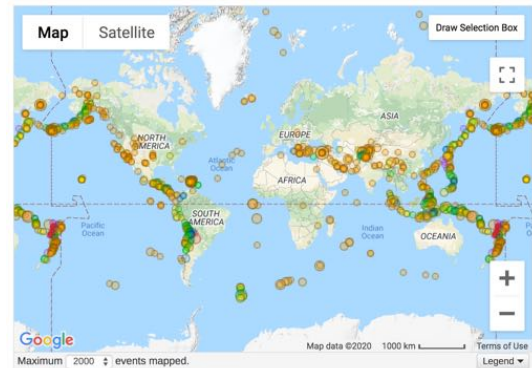 Map Satellite
Draw Selection Box
ASIA
NORTH
AMERICA
EUROPE
Atlantic
Ocean
AFRICA
SOUTH
AMERICA
Pacific
Ocean
Indian
Ocean
OCEANIA
+
−
Google
Map data ©2020 1000 km Terms of Use
Maximum 2000 events mapped. Legend